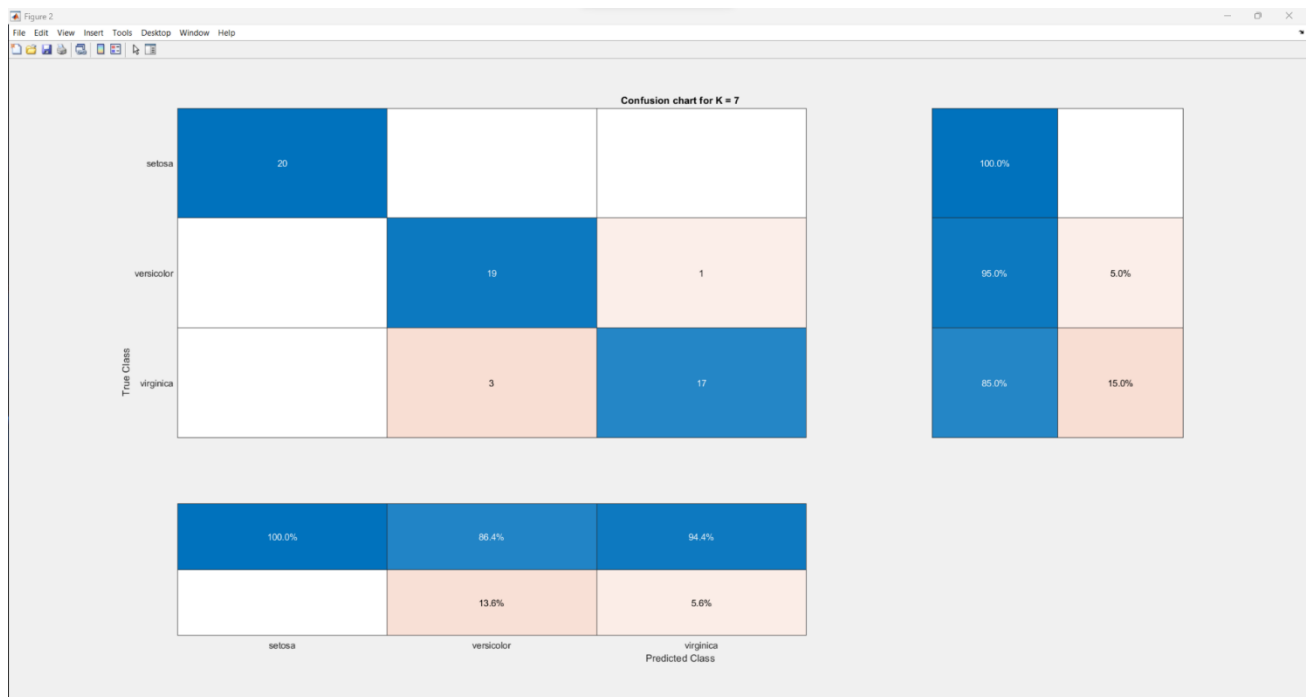 Figure 2
File Edit View Insert Tools Desktop Window Help
Confusion chart for K = 7
setosa 20 100.0%
versicolor 19 1 95.0% 5.0%
True Class
virginica 3 17 85.0% 15.0%
100.0% 86.4% 94.4%
13.6% 5.6%
setosa versicolor virginica
Predicted Class